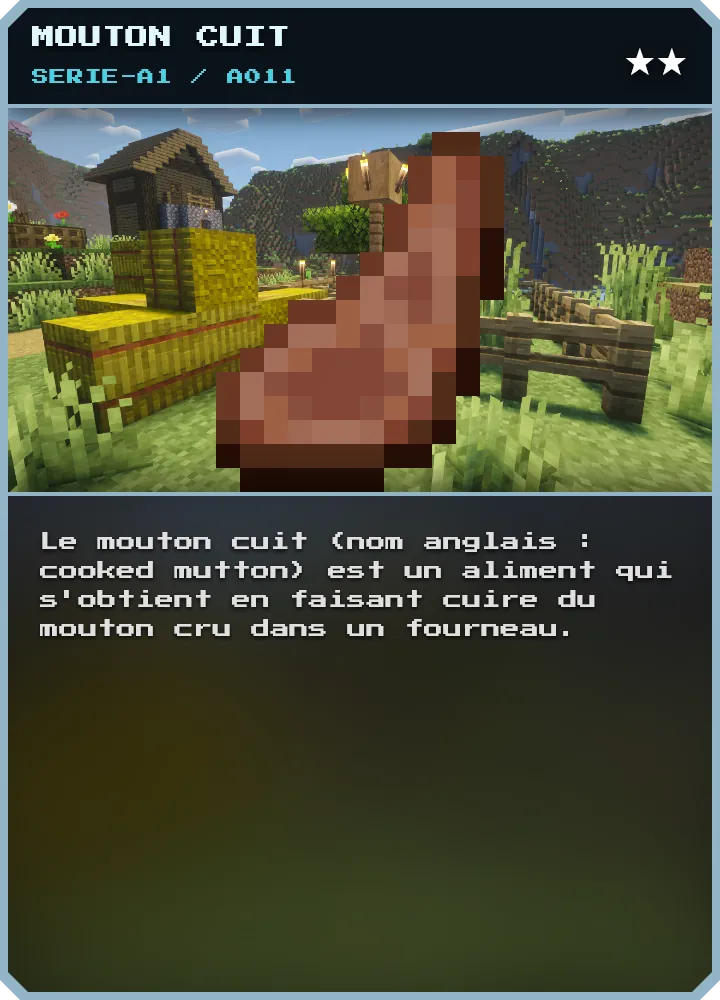 MOUTON CUIT
SERIE-A1 / A011
★★
Le mouton cuit (nom anglais :
cooked mutton) est un aliment qui
s'obtient en faisant cuire du
mouton cru dans un fourneau.